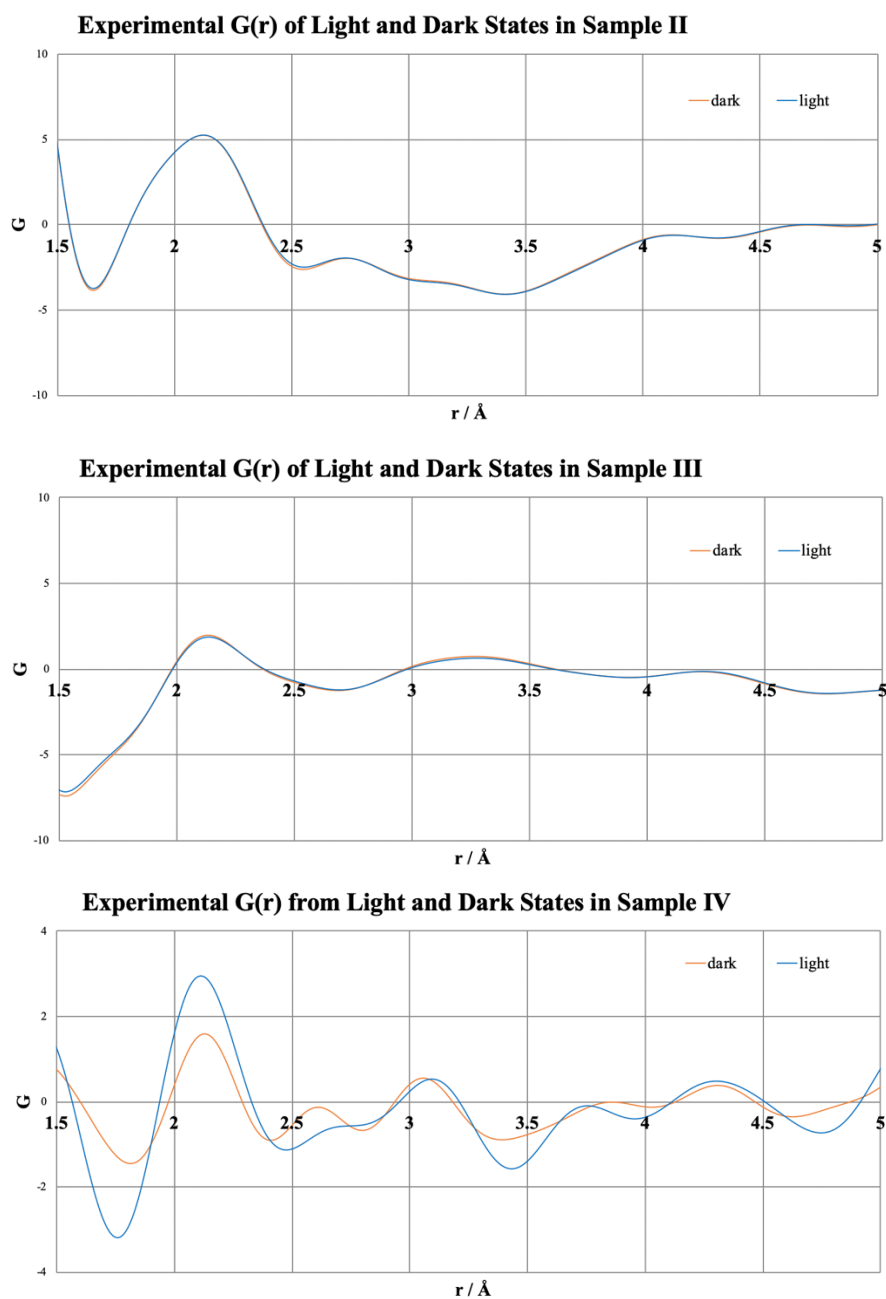 Experimental G(r) of Light and Dark States in Sample II
10
dark light
5
G
0
1.5 2 2.5 3 3.5 4 4.5 5
-5
-10
r / Å
Experimental G(r) of Light and Dark States in Sample III
10
dark light
5
G
0
1.5 2 2.5 3 3.5 4 4.5 5
-5
-10
r / Å
Experimental G(r) from Light and Dark States in Sample IV
4
dark light
2
G
0
1.5 2 2.5 3 3.5 4 4.5 5
-2
-4
r / Å